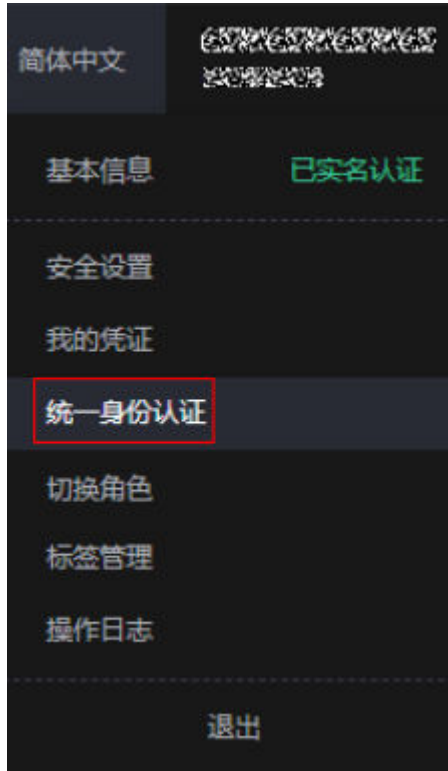 简体中文
基本信息
已实名认证
安全设置
我的凭证
统一身份认证
切换角色
标签管理
操作日志
退出